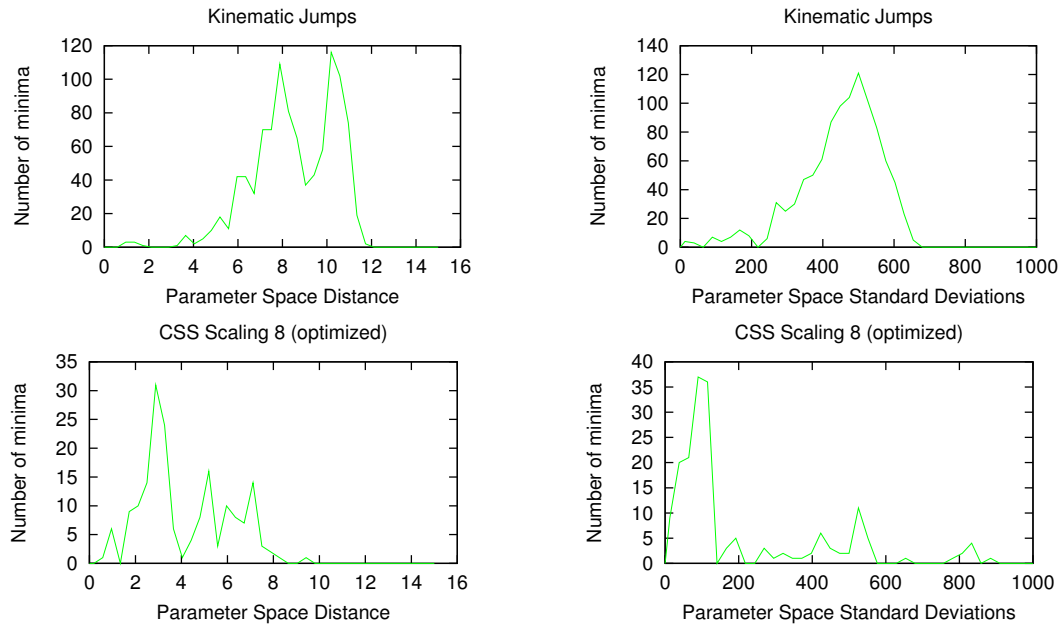 Kinematic Jumps
Number of minima
120
100
80
60
40
20
0
0 2 4 6 8 10 12 14 16
Parameter Space Distance
Kinematic Jumps
Number of minima
140
120
100
80
60
40
20
0
0 200 400 600 800 1000
Parameter Space Standard Deviations
CSS Scaling 8 (optimized)
Number of minima
35
30
25
20
15
10
5
0
0 2 4 6 8 10 12 14 16
Parameter Space Distance
CSS Scaling 8 (optimized)
Number of minima
40
35
30
25
20
15
10
5
0
0 200 400 600 800 1000
Parameter Space Standard Deviations